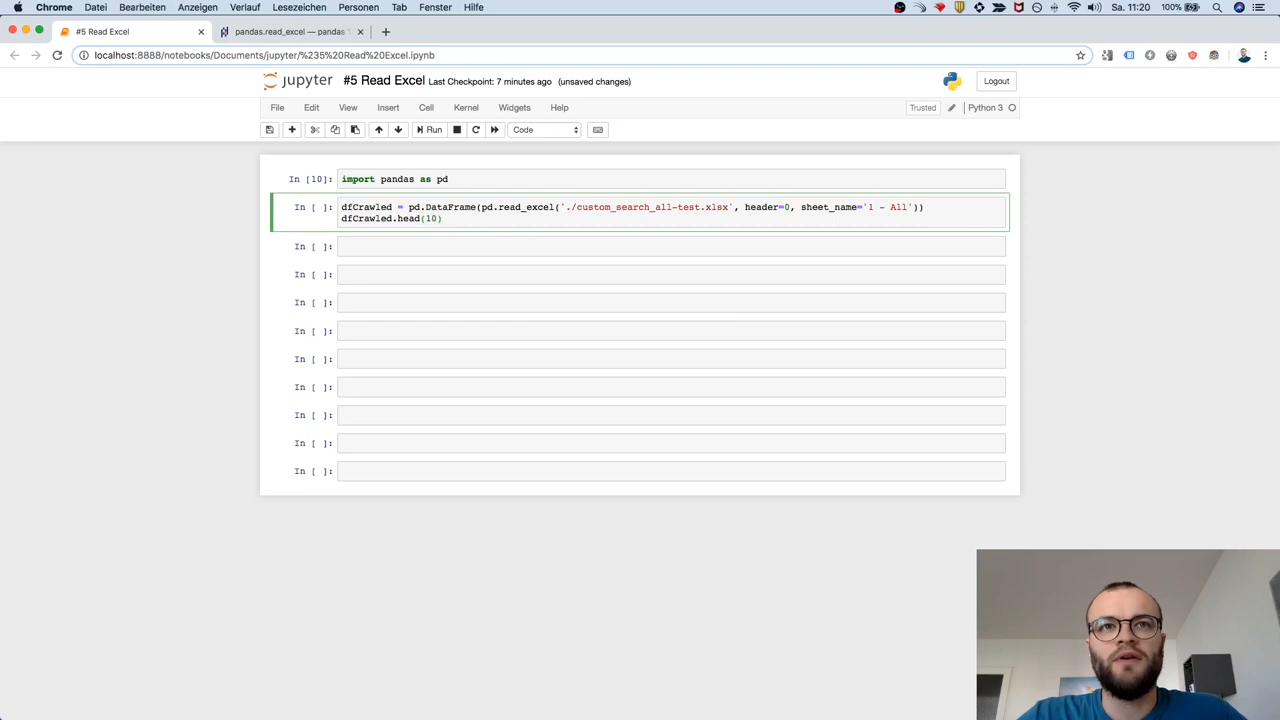 Chrome Datei Bearbeiten Anzeigen Verlauf Lesezeichen Personen Tab Fenster Hilfe Sa. 11:20 100%
#5 Read Excel pandas.read_excel — pandas
localhost:8888/notebooks/Documents/jupyter/%235%20Read%20Excel.ipynb
jupyter #5 Read Excel Last Checkpoint: 7 minutes ago (unsaved changes) Logout
File Edit View Insert Cell Kernel Widgets Help Trusted Python 3
Run Code
In [10]: import pandas as pd
In [ ]: dfCrawled = pd.DataFrame(pd.read_excel('./custom_search_all-test.xlsx', header=0, sheet_name='1 - All'))
dfCrawled.head(10)
In [ ]:
In [ ]:
In [ ]:
In [ ]:
In [ ]:
In [ ]:
In [ ]:
In [ ]:
In [ ]: